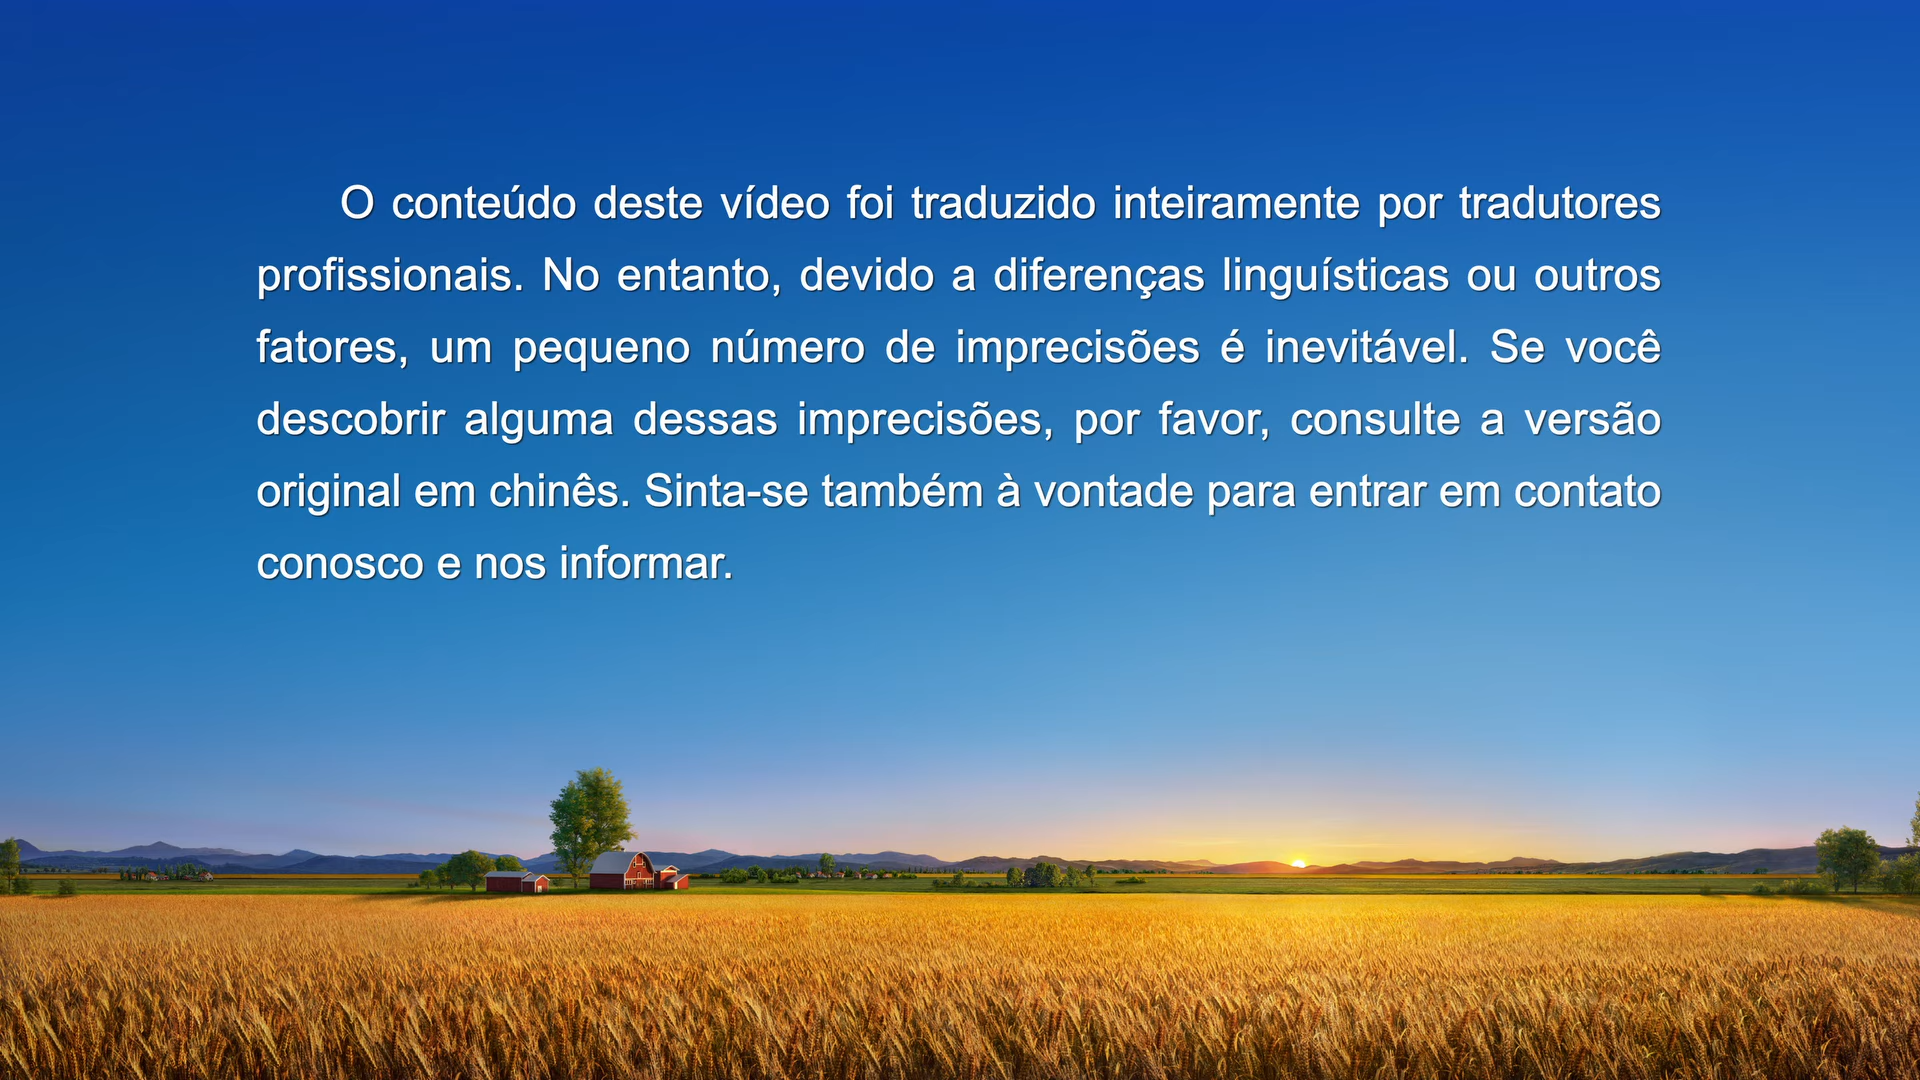 O conteúdo deste vídeo foi traduzido inteiramente por tradutores
profissionais. No entanto, devido a diferenças linguísticas ou outros
fatores, um pequeno número de imprecisões é inevitável. Se você
descobrir alguma dessas imprecisões, por favor, consulte a versão
original em chinês. Sinta-se também à vontade para entrar em contato
conosco e nos informar.